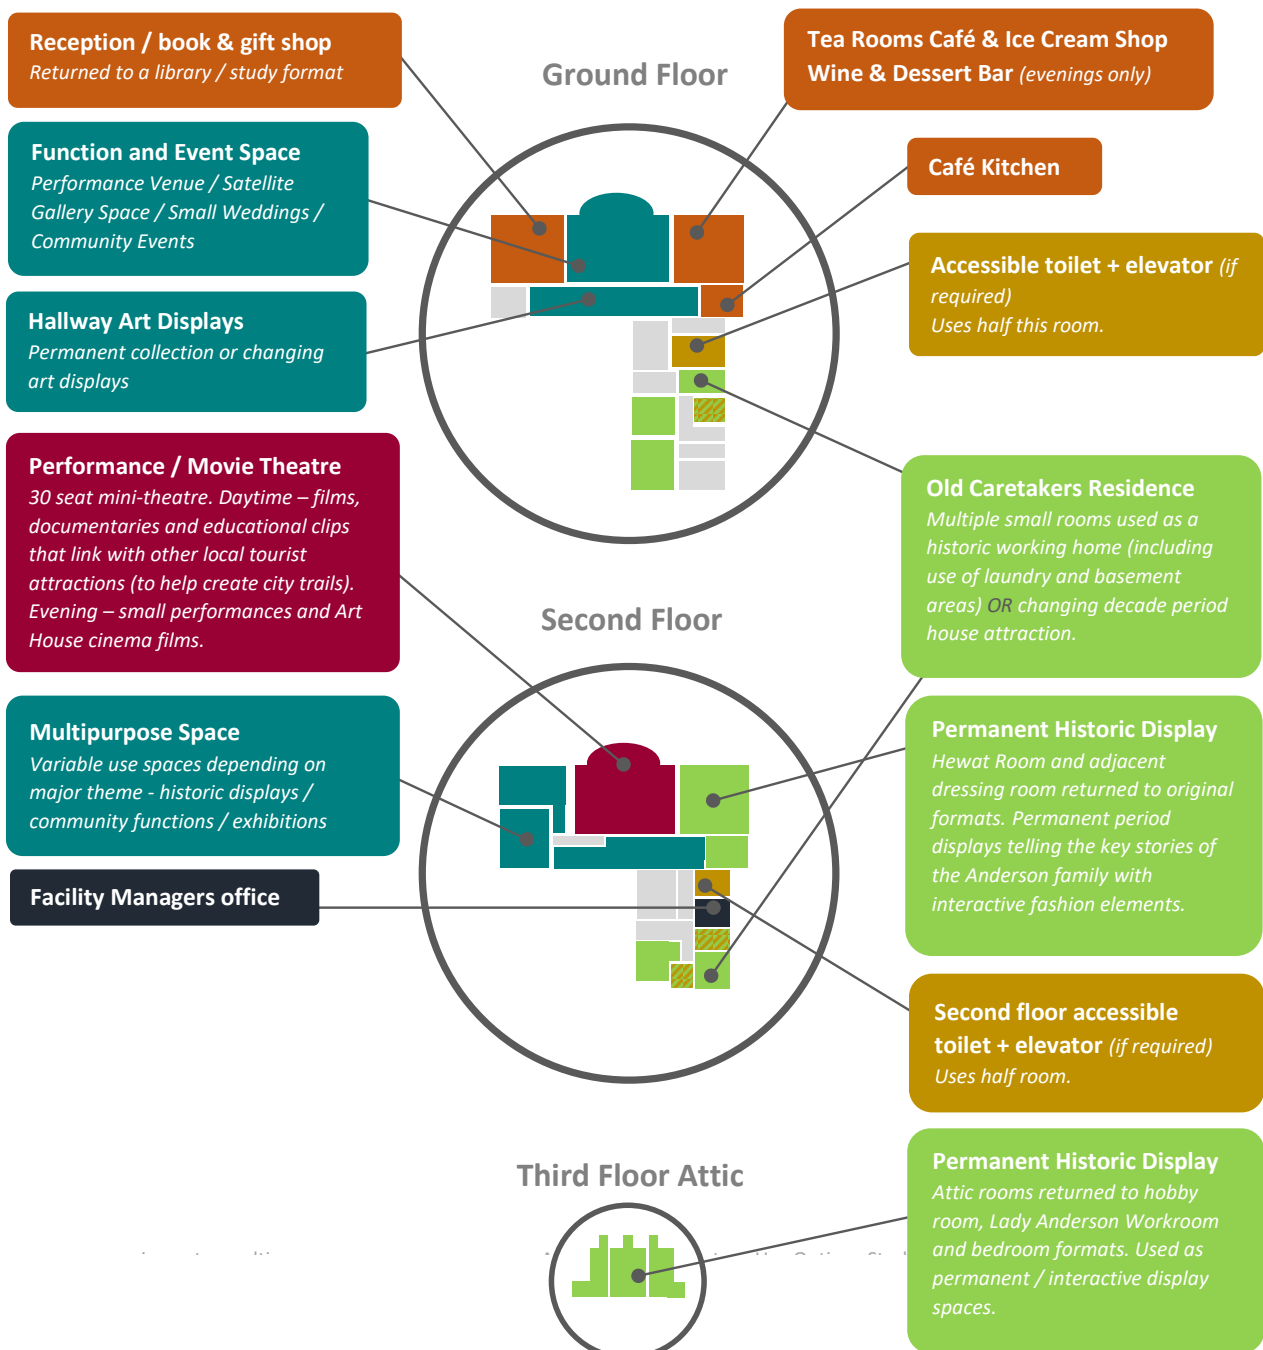 Reception / book & gift shop
Returned to a library / study format
Ground Floor
Tea Rooms Café & Ice Cream Shop
Wine & Dessert Bar (evenings only)
Function and Event Space
Performance Venue / Satellite
Gallery Space / Small Weddings /
Community Events
Café Kitchen
Accessible toilet + elevator (if
required)
Uses half this room.
Hallway Art Displays
Permanent collection or changing
art displays
Performance / Movie Theatre
30 seat mini-theatre. Daytime – films,
documentaries and educational clips
that link with other local tourist
attractions (to help create city trails).
Evening – small performances and Art
House cinema films.
Old Caretakers Residence
Multiple small rooms used as a
historic working home (including
use of laundry and basement
areas) OR changing decade period
house attraction.
Second Floor
Multipurpose Space
Variable use spaces depending on
major theme - historic displays /
community functions / exhibitions
Permanent Historic Display
Hewat Room and adjacent
dressing room returned to original
formats. Permanent period
displays telling the key stories of
the Anderson family with
interactive fashion elements.
Facility Managers office
Second floor accessible
toilet + elevator (if required)
Uses half room.
Third Floor Attic
Permanent Historic Display
Attic rooms returned to hobby
room, Lady Anderson Workroom
and bedroom formats. Used as
permanent / interactive display
spaces.